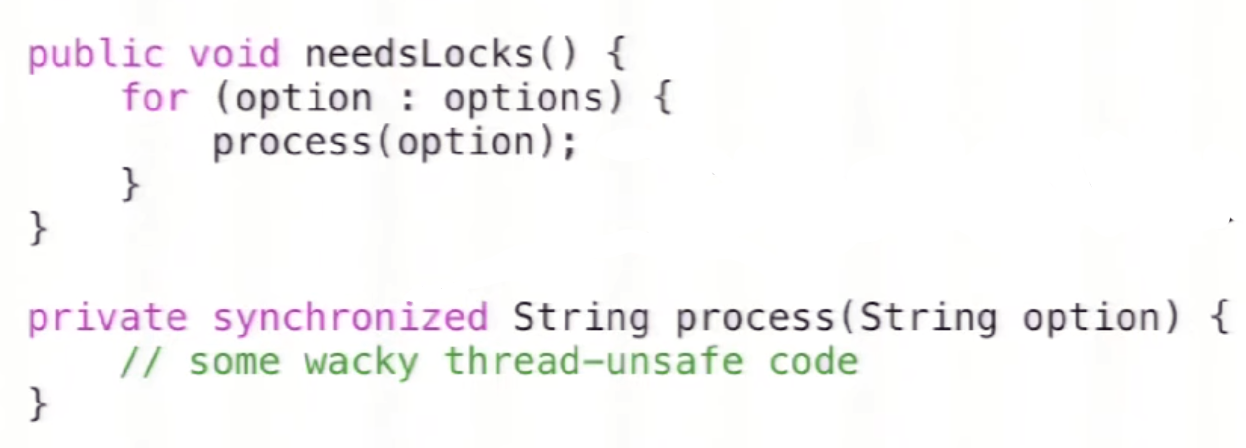 public void needsLocks() {
    for (option : options) {
        process(option);
    }
}

private synchronized String process(String option) {
    // some wacky thread-unsafe code
}